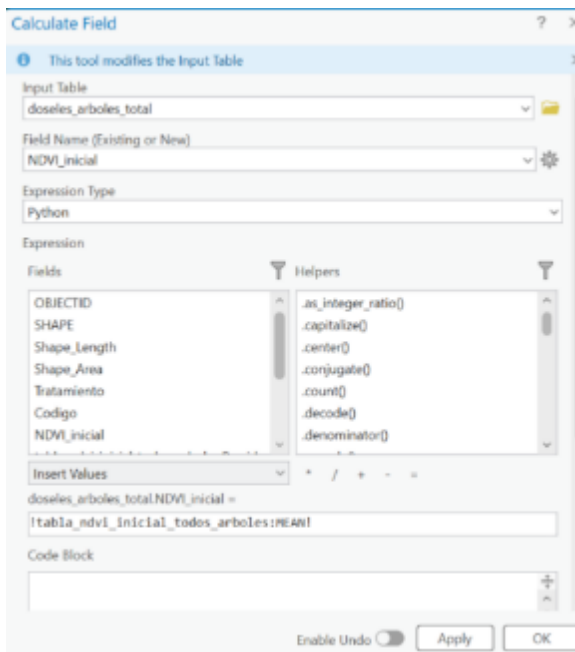 Calculate Field ?
This tool modifies the Input Table
Input Table
doseles_arboles_total
Field Name (Existing or New)
NDVI_inicial
Expression Type
Python
Expression
Fields Helpers
OBJECTID .as_integer_ratio()
SHAPE .capitalize()
Shape_Length .center()
Shape_Area .conjugate()
Tratamiento .count()
Codigo .decode()
NDVI_inicial .denominator()
Insert Values * / + - =
doseles_arboles_total.NDVI_inicial =
!tabla_ndvi_inicial_todos_arboles:MEAN!
Code Block
Enable Undo Apply OK